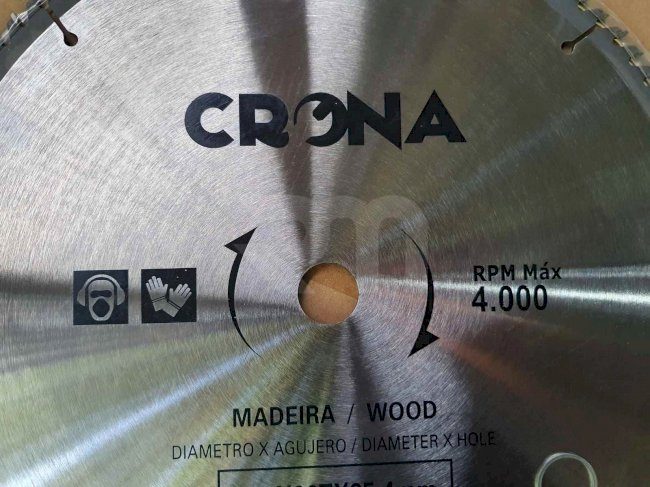 CRONA
RPM Máx
4.000
MADEIRA / WOOD
DIAMETRO X AGUJERO / DIAMETER X HOLE